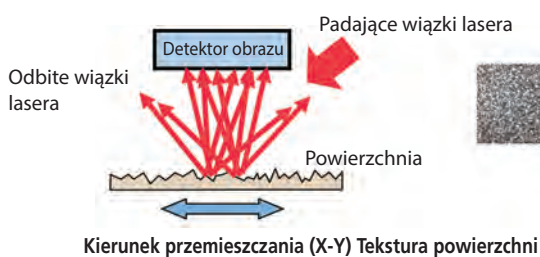 Padające wiązki lasera
Detektor obrazu
Odbite wiązki
lasera
Powierzchnia
Kierunek przemieszczania (X-Y) Tekstura powierzchni